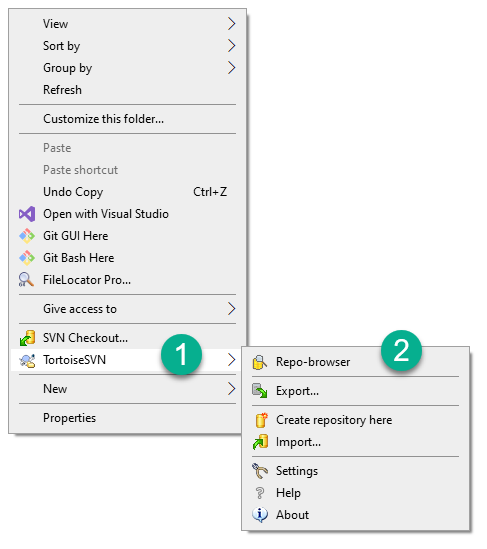 View
Sort by
Group by
Refresh
Customize this folder...
Paste
Paste shortcut
Undo Copy Ctrl+Z
Open with Visual Studio
Git GUI Here
Git Bash Here
FileLocator Pro...
Give access to
SVN Checkout...
TortoiseSVN
1
New
Properties
2
Repo-browser
Export...
Create repository here
Import...
Settings
Help
About